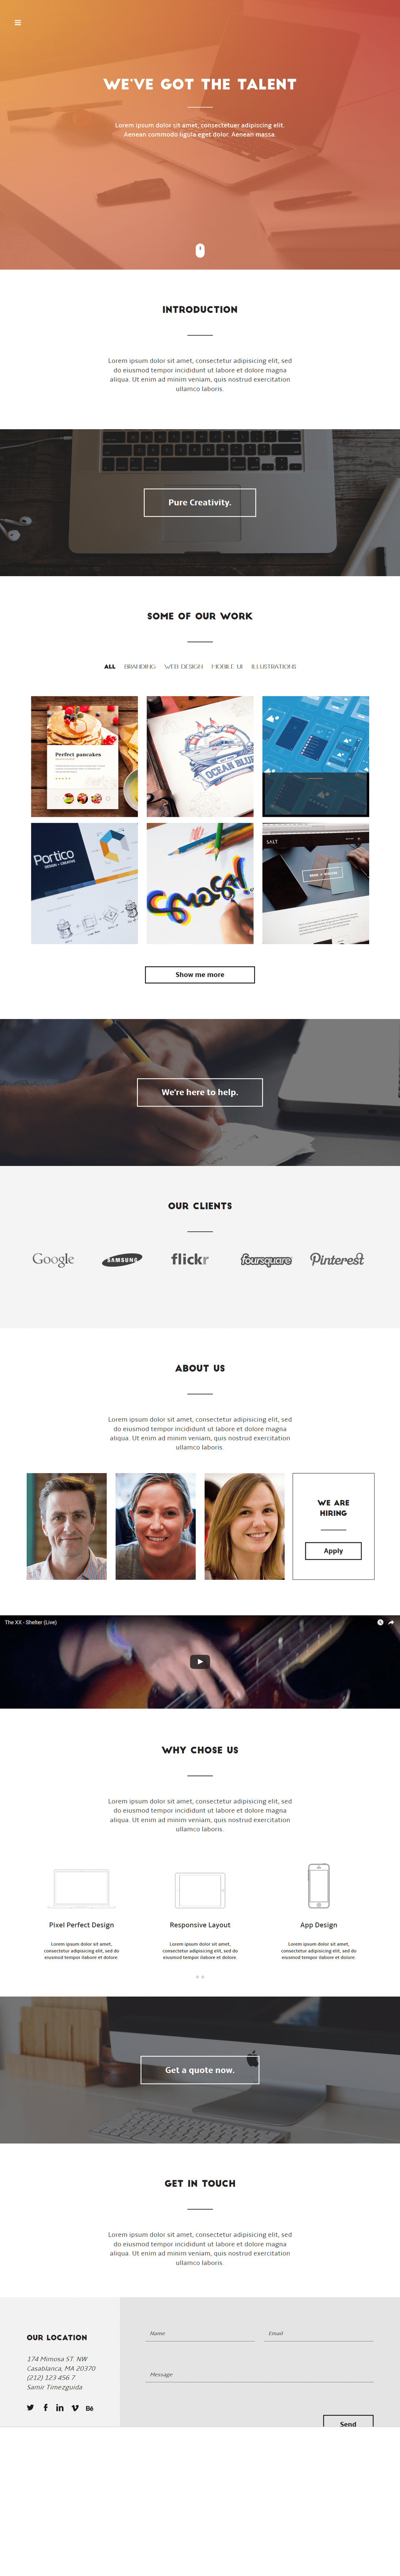 WE'VE GOT THE TALENT
Lorem ipsum dolor sit amet, consectetuer adipiscing elit.
Aenean commodo ligula eget dolor. Aenean massa.
INTRODUCTION
Lorem ipsum dolor sit amet, consectetur adipisicing elit, sed
do eiusmod tempor incididunt ut labore et dolore magna
aliqua. Ut enim ad minim veniam, quis nostrud exercitation
ullamco laboris.
Pure Creativity.
SOME OF OUR WORK
ALL BRANDING WEB DESIGN MOBILE UI ILLUSTRATIONS
Perfect pancakes
OCEAN BLUE
Portico
DESIGN + CREATIVE
SALT
Show me more
We're here to help.
OUR CLIENTS
Google SAMSUNG flickr foursquare Pinterest
ABOUT US
Lorem ipsum dolor sit amet, consectetur adipisicing elit, sed
do eiusmod tempor incididunt ut labore et dolore magna
aliqua. Ut enim ad minim veniam, quis nostrud exercitation
ullamco laboris.
WE ARE
HIRING
Apply
The XX - Shelter (Live)
WHY CHOSE US
Lorem ipsum dolor sit amet, consectetur adipisicing elit, sed
do eiusmod tempor incididunt ut labore et dolore magna
aliqua. Ut enim ad minim veniam, quis nostrud exercitation
ullamco laboris.
Pixel Perfect Design
Lorem ipsum dolor sit amet,
consectetur adipisicing elit, sed do
eiusmod tempor ilabore et dolore.
Responsive Layout
Lorem ipsum dolor sit amet,
consectetur adipisicing elit, sed do
eiusmod tempor ilabore et dolore.
App Design
Lorem ipsum dolor sit amet,
consectetur adipisicing elit, sed do
eiusmod tempor ilabore et dolore.
Get a quote now.
GET IN TOUCH
Lorem ipsum dolor sit amet, consectetur adipisicing elit, sed
do eiusmod tempor incididunt ut labore et dolore magna
aliqua. Ut enim ad minim veniam, quis nostrud exercitation
ullamco laboris.
OUR LOCATION
174 Mimosa ST. NW
Casablanca, MA 20370
(212) 123 456 7
Samir Timezguida
Name
Email
Message
Send